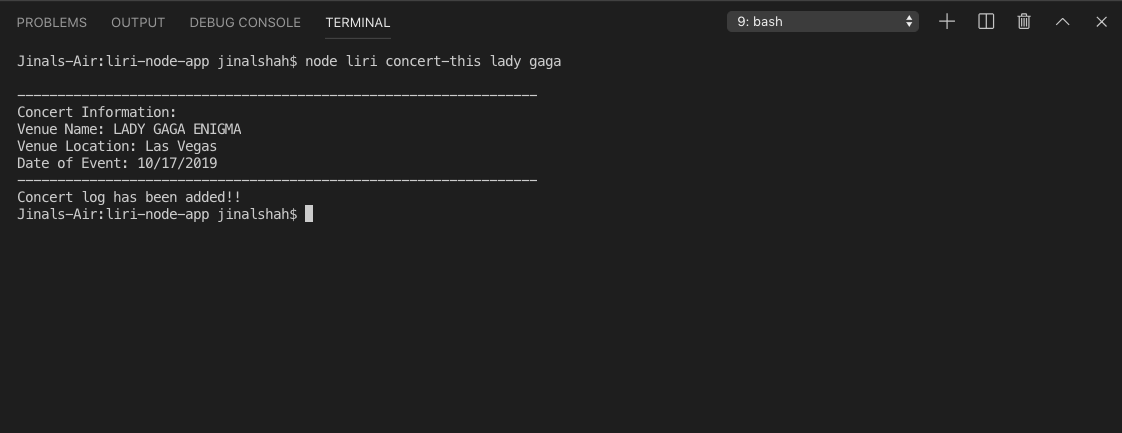 PROBLEMS OUTPUT DEBUG CONSOLE TERMINAL 9: bash
Jinals-Air:liri-node-app jinalshah$ node liri concert-this lady gaga
-----------------------------------------------------------------
Concert Information:
Venue Name: LADY GAGA ENIGMA
Venue Location: Las Vegas
Date of Event: 10/17/2019
-----------------------------------------------------------------
Concert log has been added!!
Jinals-Air:liri-node-app jinalshah$